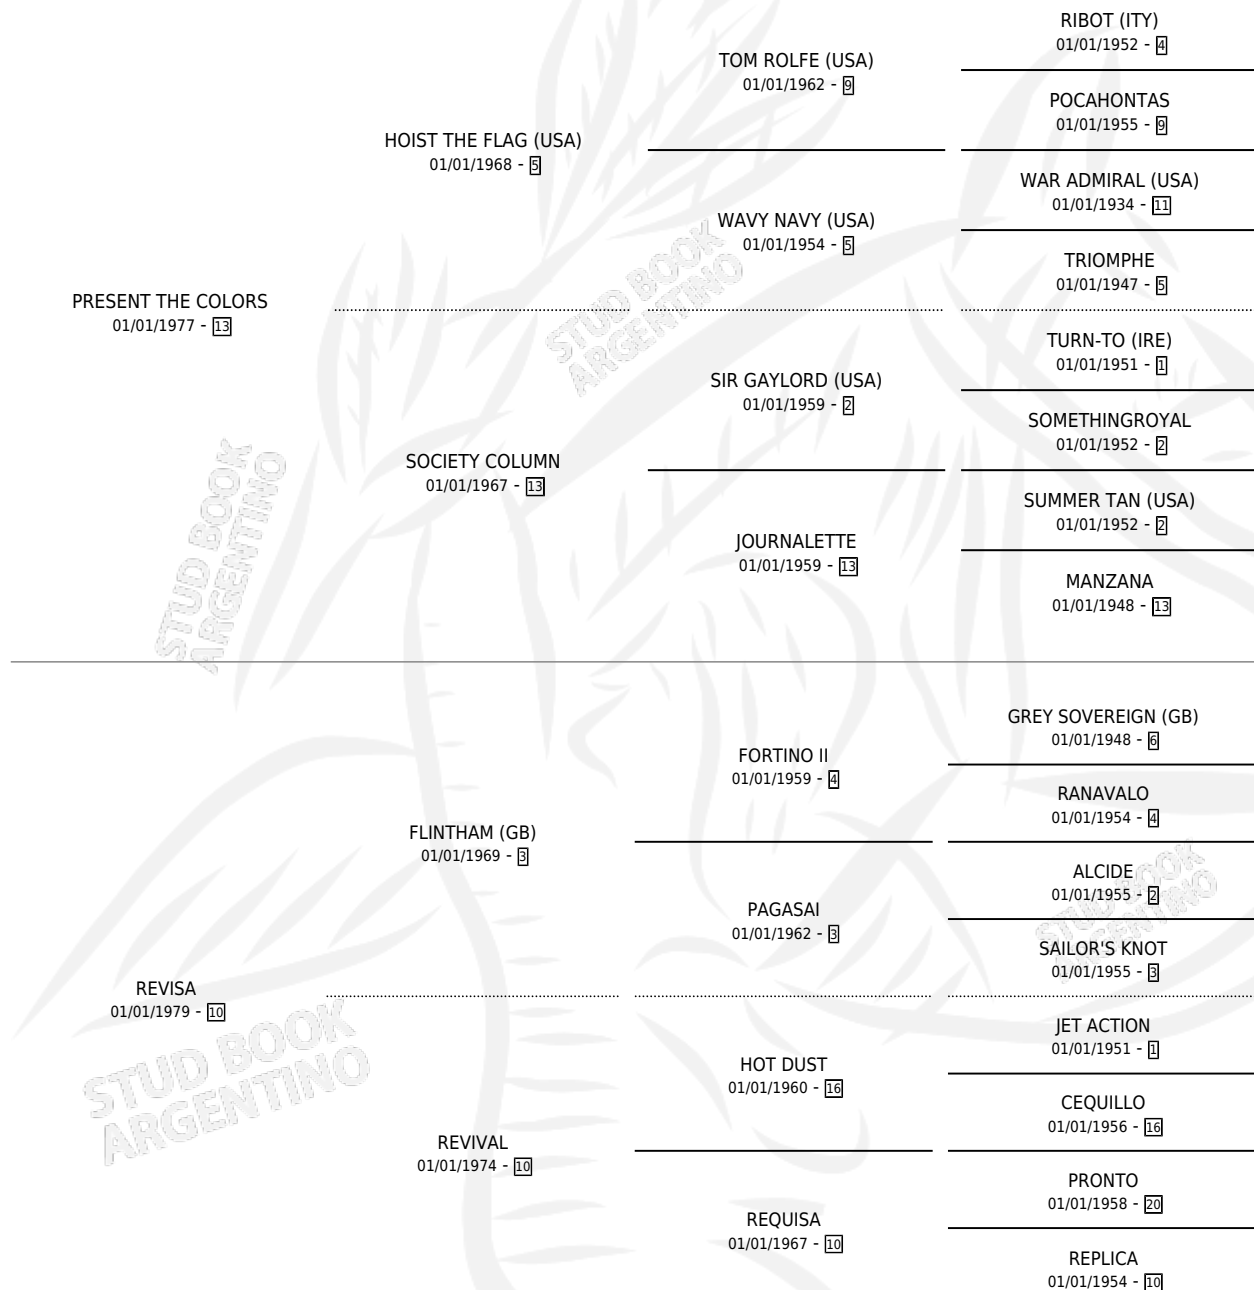 RIBOT (ITY)
01/01/1952 - 4
TOM ROLFE (USA)
01/01/1962 - 9
POCAHONTAS
01/01/1955 - 9
HOIST THE FLAG (USA)
01/01/1968 - 5
WAR ADMIRAL (USA)
01/01/1934 - 11
WAVY NAVY (USA)
01/01/1954 - 5
TRIOMPHE
01/01/1947 - 5
PRESENT THE COLORS
01/01/1977 - 13
STUD BOOK
ARGENTINO
TURN-TO (IRE)
01/01/1951 - 1
SIR GAYLORD (USA)
01/01/1959 - 2
SOMETHINGROYAL
01/01/1952 - 2
SOCIETY COLUMN
01/01/1967 - 13
SUMMER TAN (USA)
01/01/1952 - 2
JOURNALETTE
01/01/1959 - 13
MANZANA
01/01/1948 - 13
STUD BOOK
ARGENTINO
GREY SOVEREIGN (GB)
01/01/1948 - 6
FORTINO II
01/01/1959 - 4
RANAVALO
01/01/1954 - 4
FLINTHAM (GB)
01/01/1969 - 3
ALCIDE
01/01/1955 - 2
PAGASAI
01/01/1962 - 3
SAILOR'S KNOT
01/01/1955 - 3
STUD BOOK
ARGENTINO
REVISA
01/01/1979 - 10
JET ACTION
01/01/1951 - 1
HOT DUST
01/01/1960 - 16
CEQUILLO
01/01/1956 - 16
STUD BOOK
ARGENTINO
REVIVAL
01/01/1974 - 10
PRONTO
01/01/1958 - 20
REQUISA
01/01/1967 - 10
REPLICA
01/01/1954 - 10